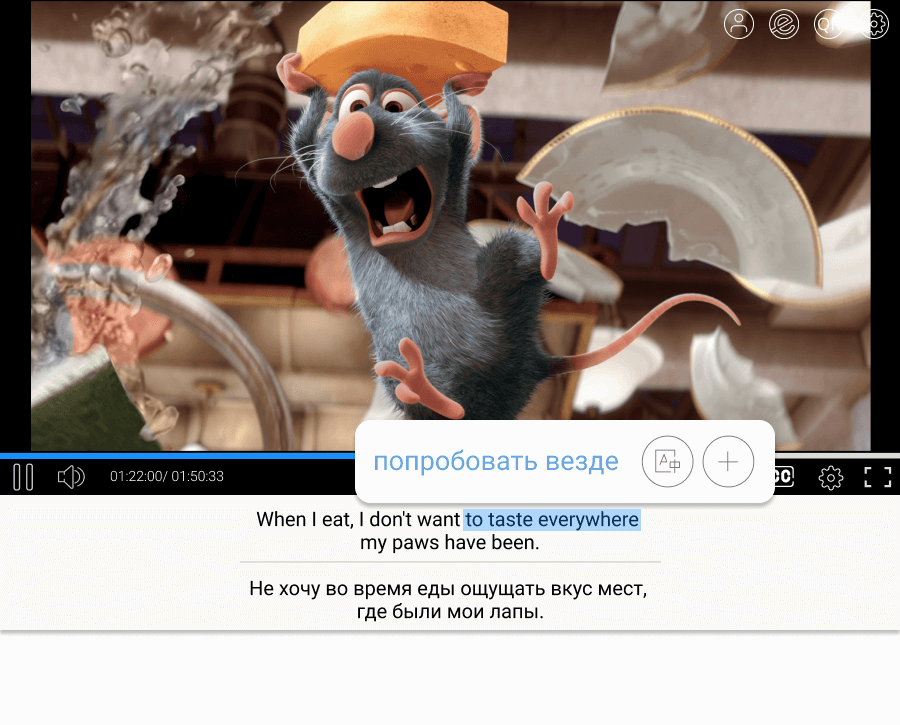 01:22:00/ 01:50:33
попробовать везде
CC
When I eat, I don't want to taste everywhere
my paws have been.
Не хочу во время еды ощущать вкус мест,
где были мои лапы.